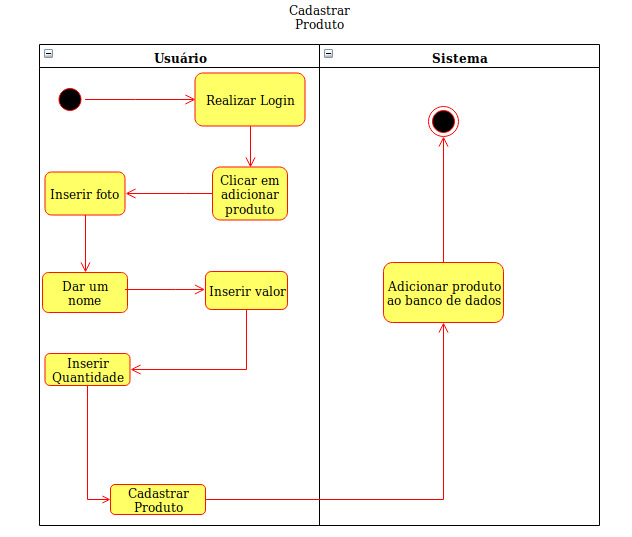 Cadastrar
Produto
Usuário
Sistema
Realizar Login
Clicar em
adicionar
produto
Inserir foto
Dar um
nome
Inserir valor
Inserir
Quantidade
Cadastrar
Produto
Adicionar produto
ao banco de dados